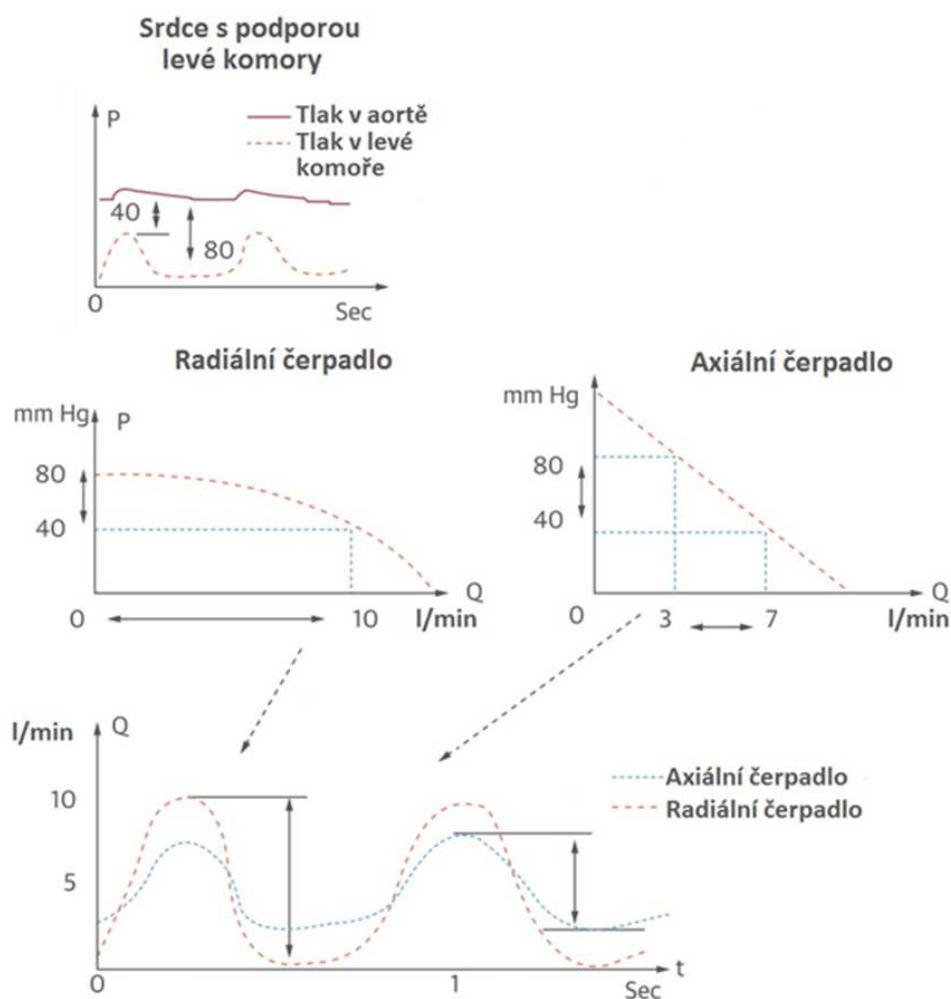 Srdce s podporou
levé komory
P
Tlak v aortě
Tlak v levé
komoře
40
80
0
Sec
Radiální čerpadlo
mm Hg
P
80
40
0
10
l/min
Q
Axiální čerpadlo
mm Hg
80
40
0
3
7
l/min
Q
l/min
Q
10
5
0
1
t
Sec
Axiální čerpadlo
Radiální čerpadlo